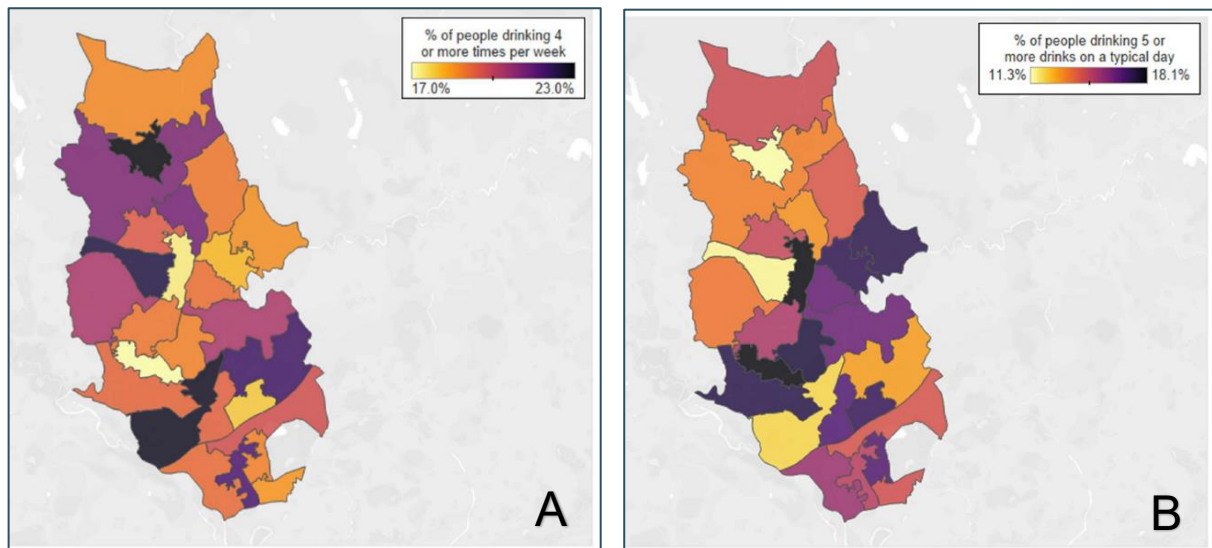 % of people drinking 4
or more times per week
17.0% 23.0%
A
% of people drinking 5 or
more drinks on a typical day
11.3% 18.1%
B